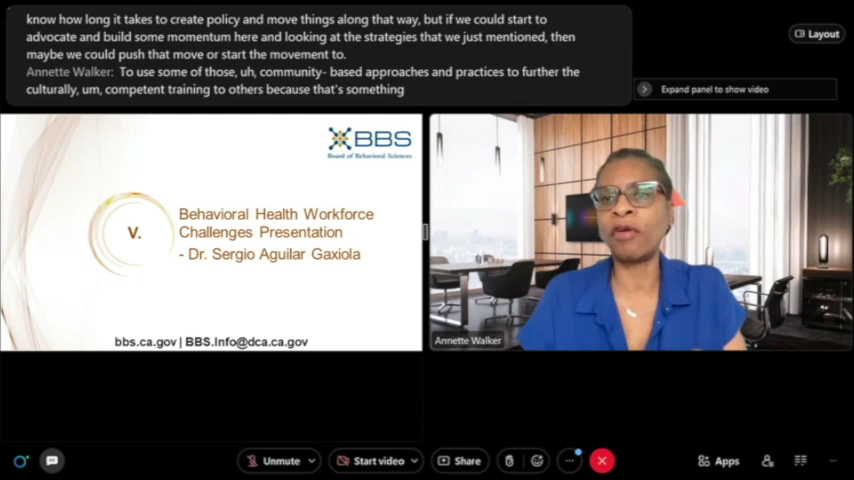 know how long it takes to create policy and move things along that way, but if we could start to
advocate and build some momentum here and looking at the strategies that we just mentioned, then
maybe we could push that move or start the movement to.
Annette Walker: To use some of those, uh, community- based approaches and practices to further the
culturally, um, competent training to others because that's something
Layout
Expand panel to show video
BBS
Board of Behavioral Sciences
V.
Behavioral Health Workforce
Challenges Presentation
- Dr. Sergio Aguilar Gaxiola
bbs.ca.gov | BBS.Info@dca.ca.gov
Annette Walker
Unmute
Start video
Share
Apps